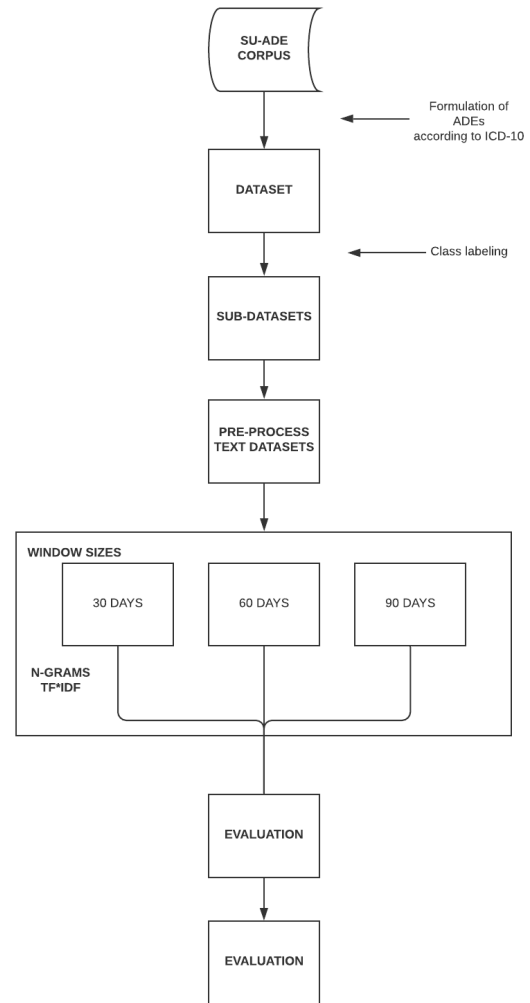 SU-ADE
CORPUS
Formulation of
ADEs
according to ICD-10
DATASET
Class labeling
SUB-DATASETS
PRE-PROCESS
TEXT DATASETS
WINDOW SIZES
30 DAYS
60 DAYS
90 DAYS
N-GRAMS
TF*IDF
EVALUATION
EVALUATION